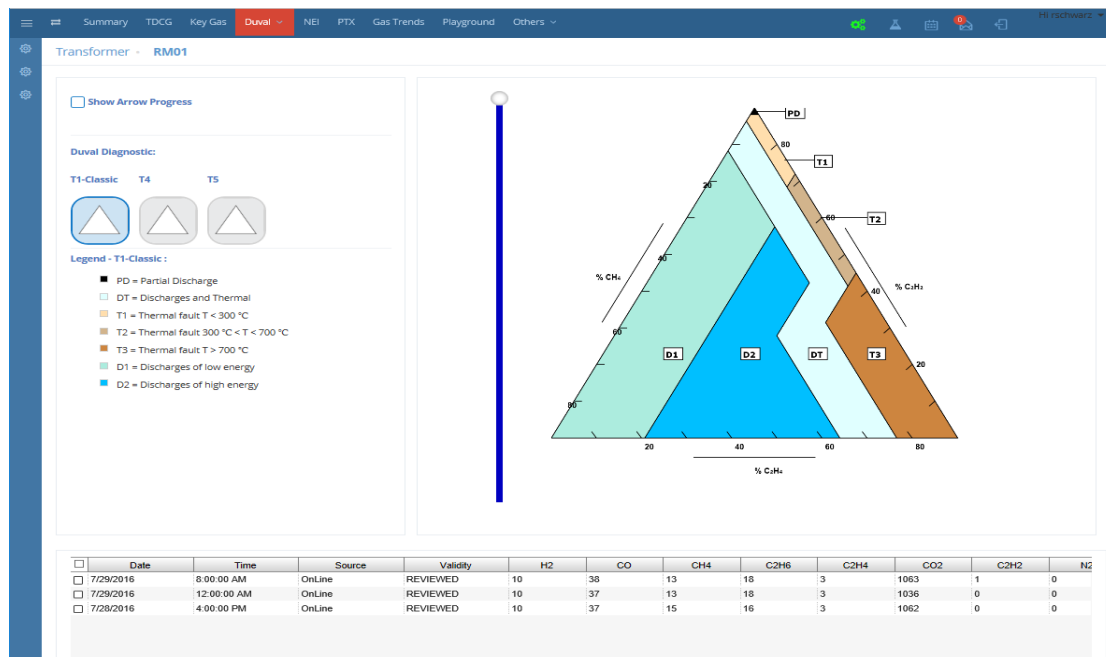 Summary TDCG Key Gas Duval NEI PTX Gas Trends Playground Others 0 Hi rschwarz
Transformer - RM01
Show Arrow Progress
Duval Diagnostic:
T1-Classic T4 T5
Legend - T1-Classic :
PD = Partial Discharge
DT = Discharges and Thermal
T1 = Thermal fault T < 300 °C
T2 = Thermal fault 300 °C < T < 700 °C
T3 = Thermal fault T > 700 °C
D1 = Discharges of low energy
D2 = Discharges of high energy
PD
80
T1
20
60 T2
40
% CH₄ % C₂H₂
40
60
D1 D2 DT T3
20
80
20 40 60 80
% C₂H₄
Date Time Source Validity H2 CO CH4 C2H6 C2H4 CO2 C2H2 N2
7/29/2016 8:00:00 AM OnLine REVIEWED 10 38 13 18 3 1063 1 0
7/29/2016 12:00:00 AM OnLine REVIEWED 10 37 13 18 3 1036 0 0
7/28/2016 4:00:00 PM OnLine REVIEWED 10 37 15 16 3 1062 0 0